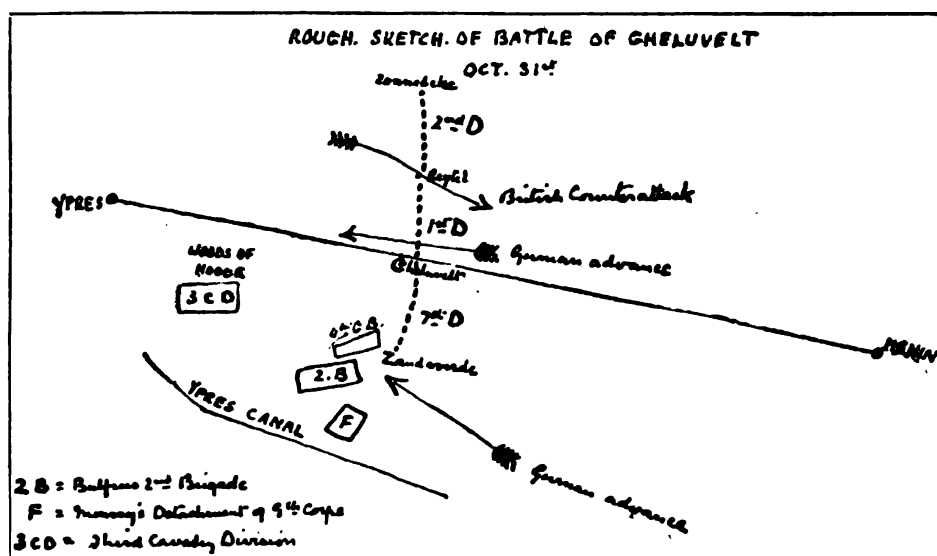 ROUGH. SKETCH. OF BATTLE OF GHELUVELT
OCT. 31st
Zonnebeke
2nd D
British Counterattack
YPRES
1st D
German advance
WOODS OF
HOOGE
3 C D
Gheluvelt
7th D
C.B.
MENIN
Zandvoorde
2.B
YPRES CANAL
F
German advance
2 B = Bulfins 2nd Brigade
F = Detachment of 9th Corps
3 C D = Third Cavalry Division